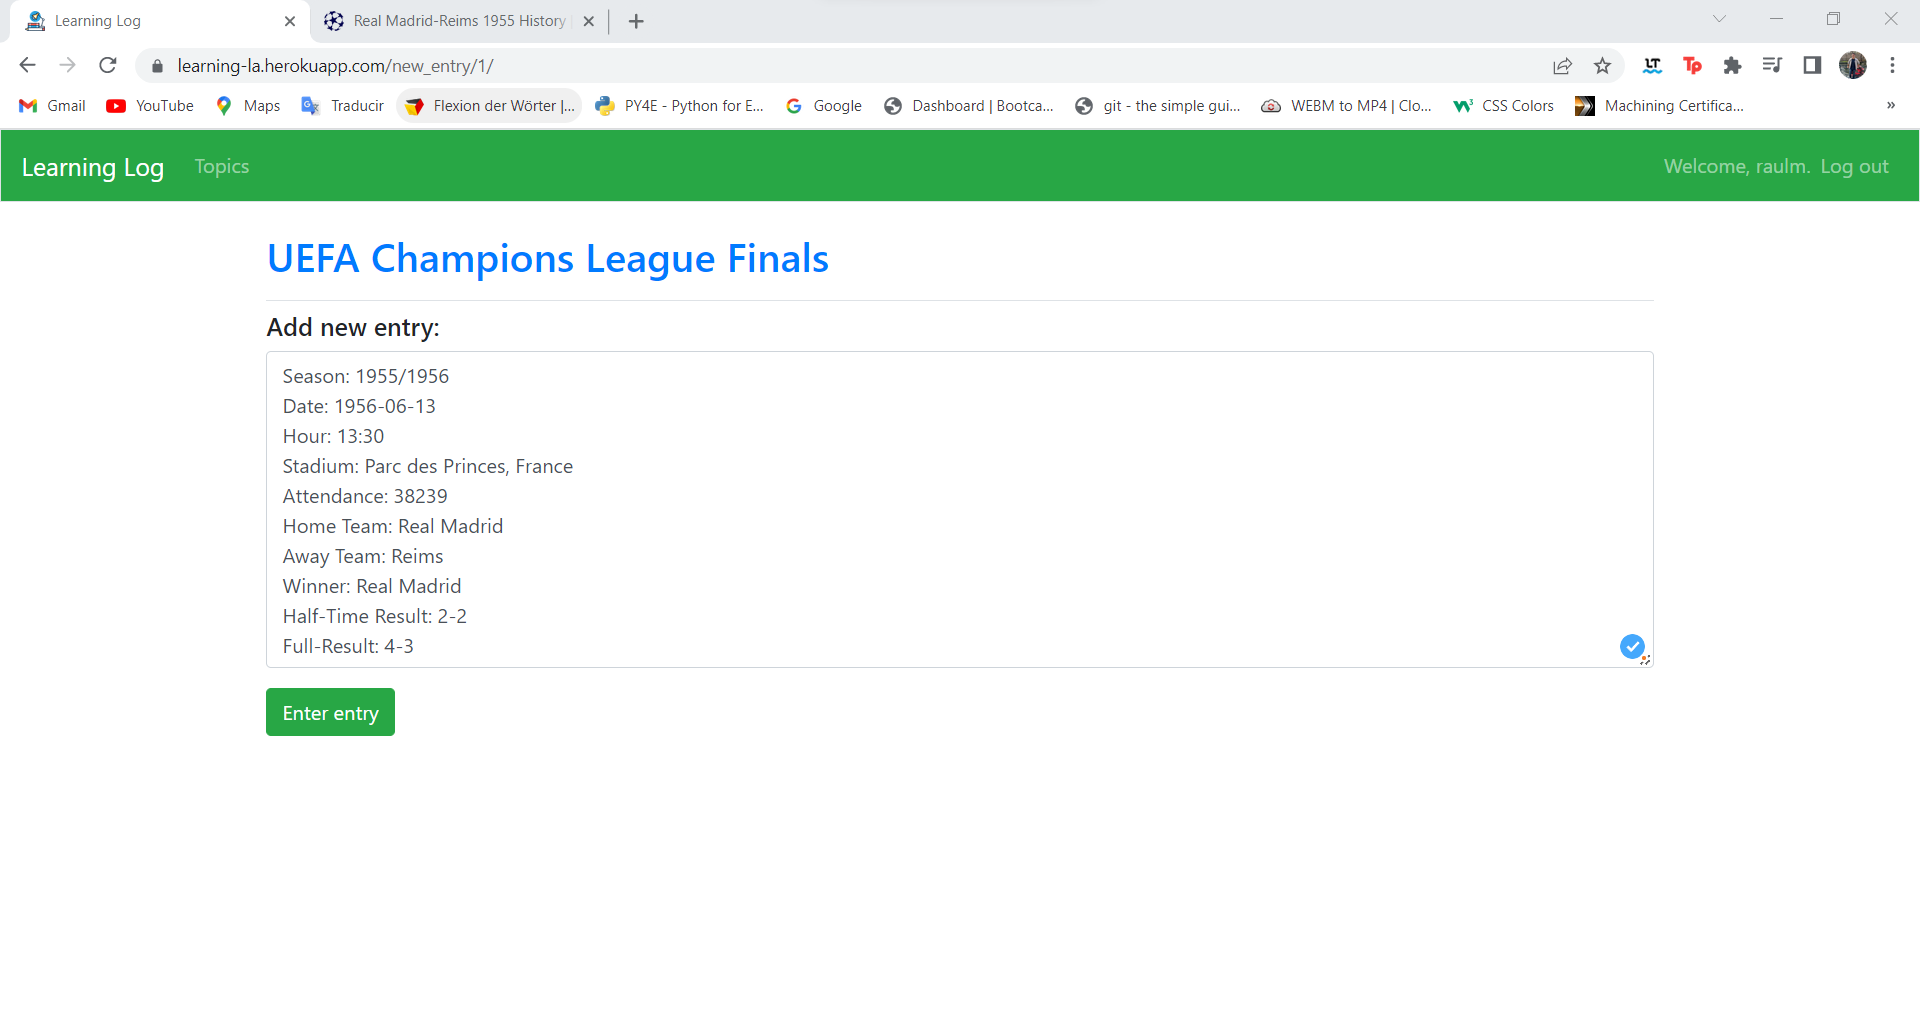 Learning Log
Real Madrid-Reims 1955 History
learning-la.herokuapp.com/new_entry/1/
LT
Tp
Gmail
YouTube
Maps
Traducir
Flexion der Wörter |...
PY4E - Python for E...
Google
Dashboard | Bootca...
git - the simple gui...
WEBM to MP4 | Clo...
CSS Colors
Machining Certifica...
»
Learning Log
Topics
Welcome, raulm.
Log out
UEFA Champions League Finals
Add new entry:
Season: 1955/1956
Date: 1956-06-13
Hour: 13:30
Stadium: Parc des Princes, France
Attendance: 38239
Home Team: Real Madrid
Away Team: Reims
Winner: Real Madrid
Half-Time Result: 2-2
Full-Result: 4-3
Enter entry